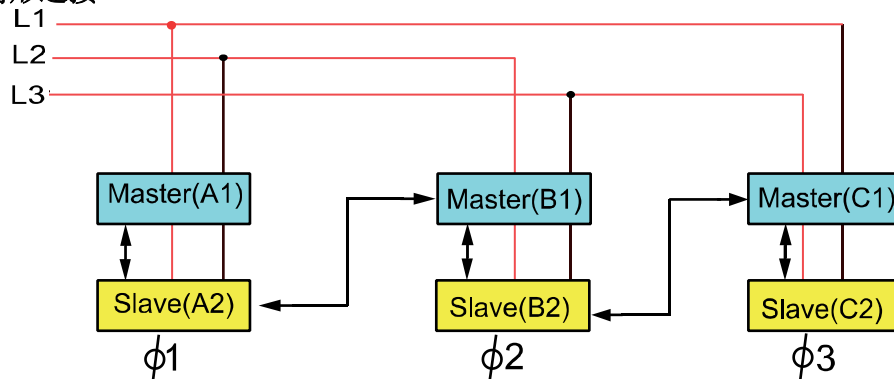 L1
L2
L3
Master(A1)
Master(B1)
Master(C1)
Slave(A2)
Slave(B2)
Slave(C2)
ϕ1
ϕ2
ϕ3